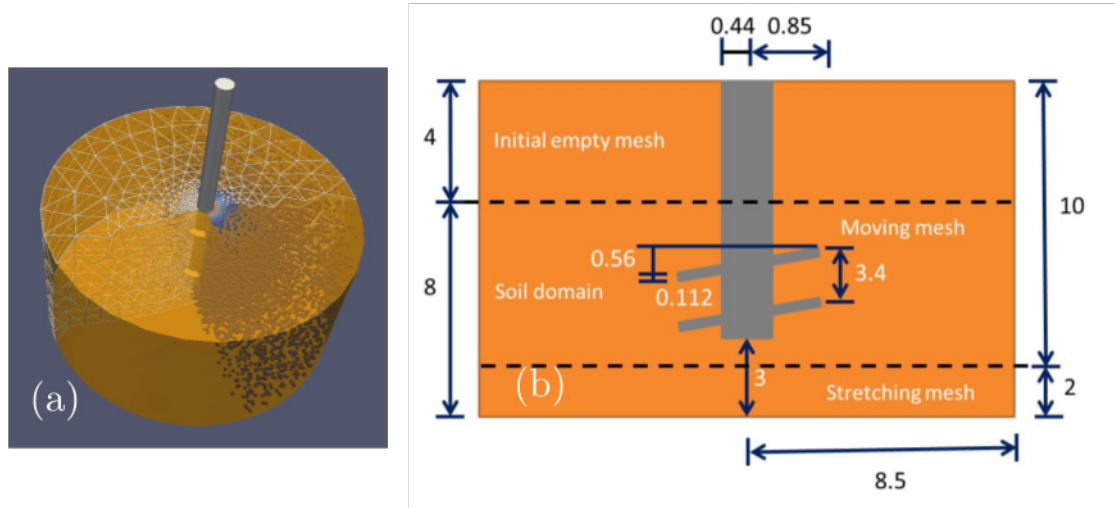 (a)
0.44 0.85
4
Initial empty mesh
Moving mesh
10
0.56
3.4
8
Soil domain
0.112
(b)
3
Stretching mesh
2
8.5